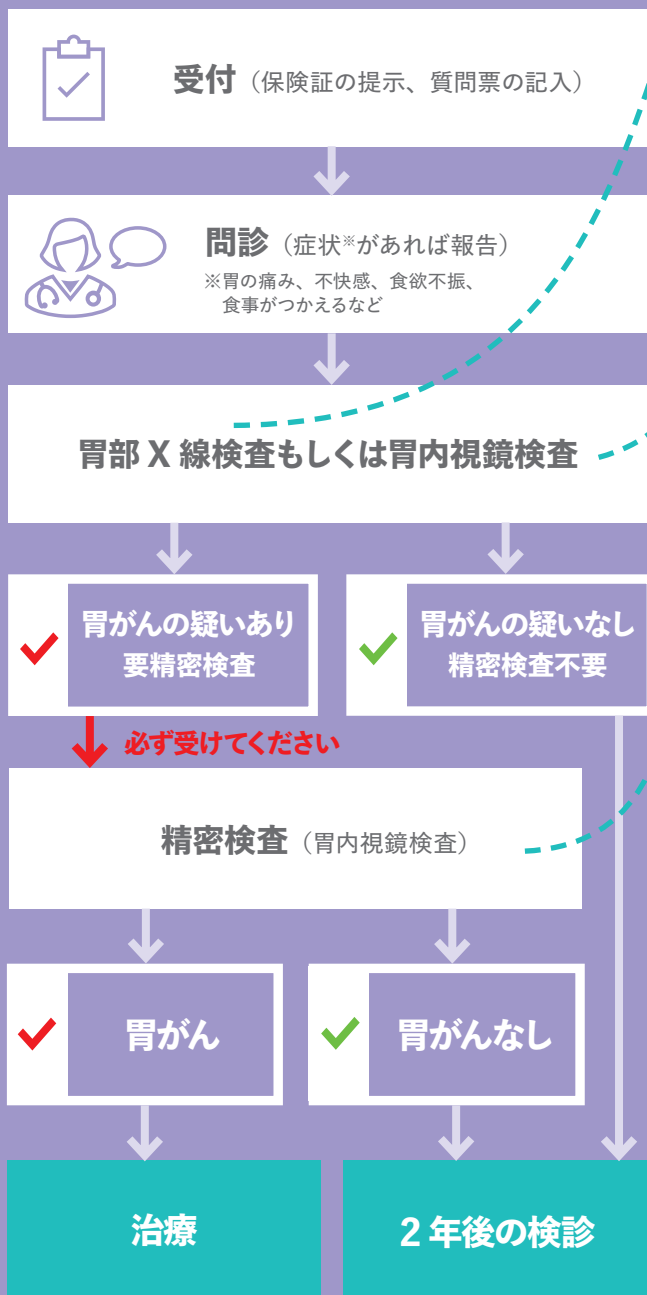 受付（保険証の提示、質問票の記入）
問診（症状※があれば報告）
※胃の痛み、不快感、食欲不振、
食事がつかえるなど
胃部 X 線検査もしくは胃内視鏡検査
胃がんの疑いあり
要精密検査
胃がんの疑いなし
精密検査不要
必ず受けてください
精密検査（胃内視鏡検査）
胃がん
胃がんなし
治療
2 年後の検診